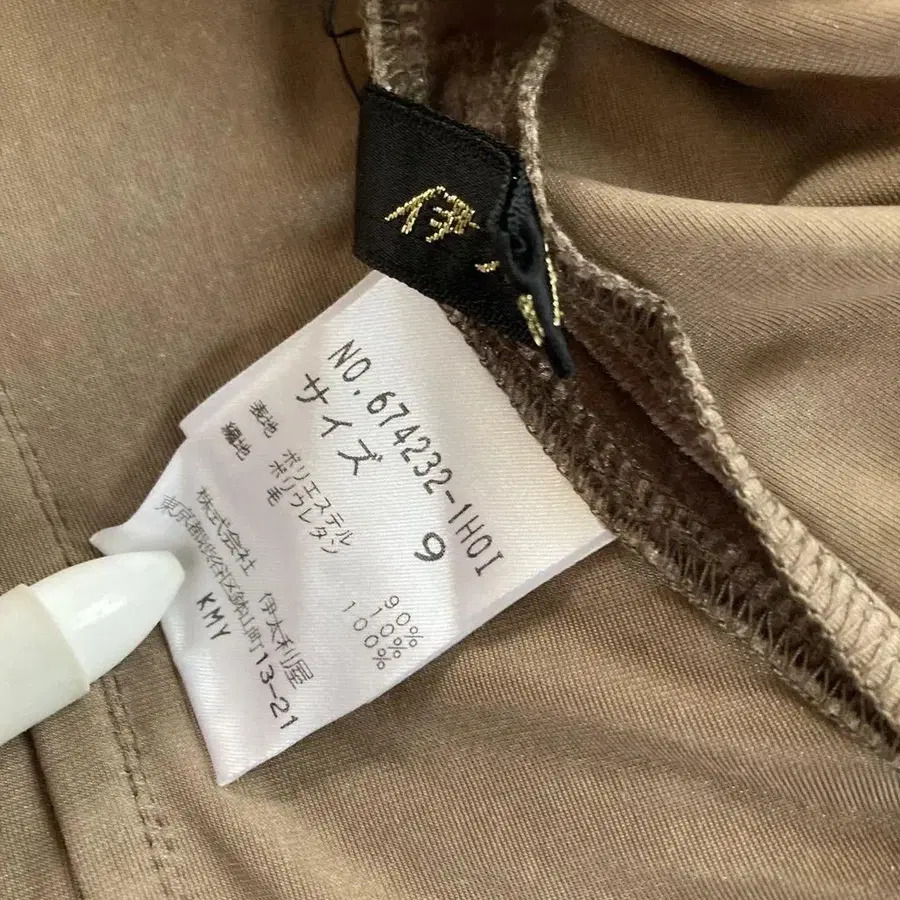 伊
NO.674232-1HOI
サイズ 9
表地 ポリエステル 90%
ポリウレタン 10%
編地 毛 100%
株式会社 伊太利屋
東京都渋谷区鉢山町13-21
KMY